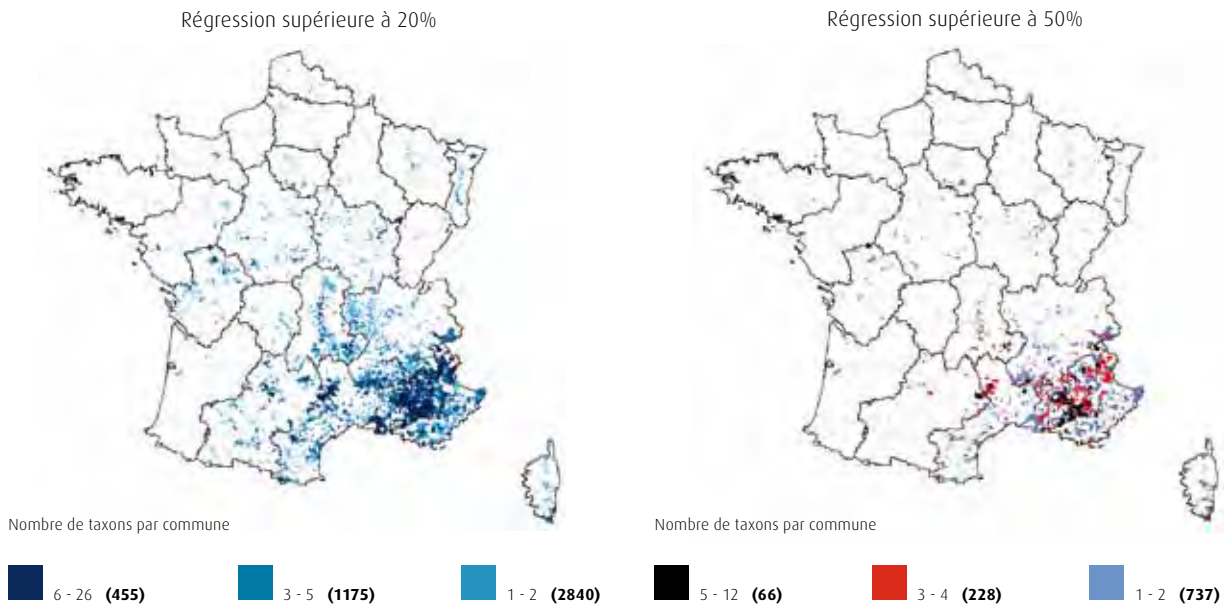 Régression supérieure à 20%
Régression supérieure à 50%
Nombre de taxons par commune
6 - 26 (455)
3 - 5 (1175)
1 - 2 (2840)
Nombre de taxons par commune
5 - 12 (66)
3 - 4 (228)
1 - 2 (737)